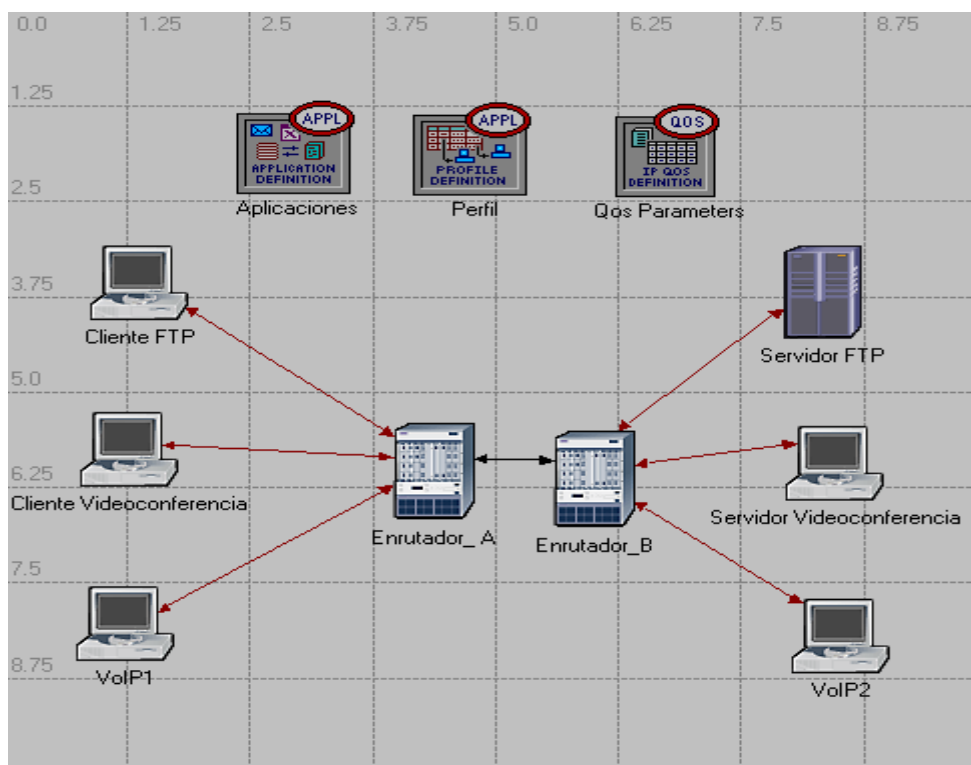 0.0 1.25 2.5 3.75 5.0 6.25 7.5 8.75
1.25
APPL APPL QOS
APPLICATION DEFINITION
PROFILE DEFINITION
IP QOS DEFINITION
2.5
Aplicaciones Perfil Qos Parameters
3.75
Cliente FTP
Servidor FTP
5.0
6.25
Cliente Videoconferencia
Servidor Videoconferencia
Enrutador_ A
Enrutador_B
7.5
8.75
VoIP1
VoIP2